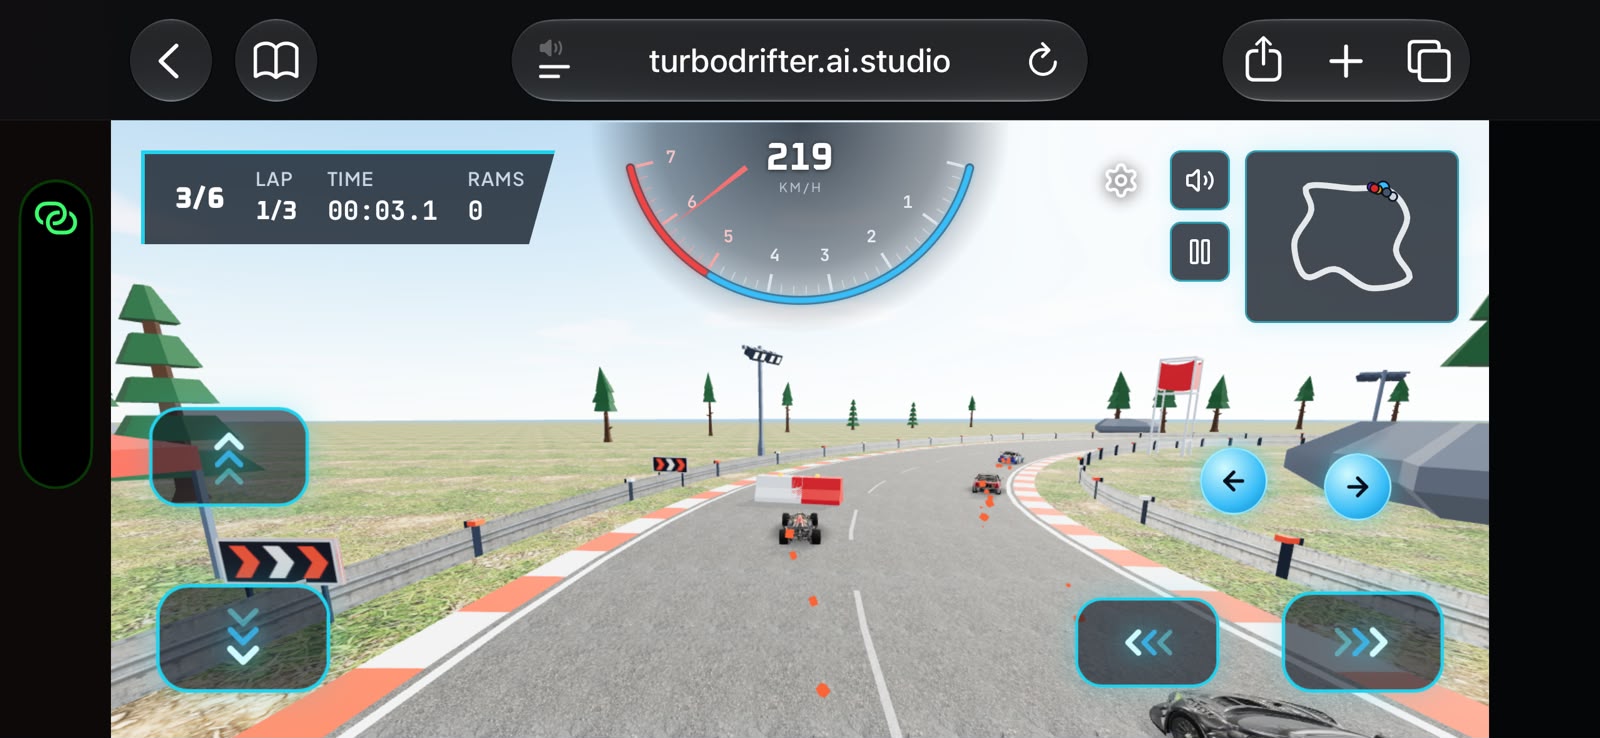 turbodrifter.ai.studio
3/6
LAP
1/3
TIME
00:03.1
RAMS
0
219
KM/H
7
6
5
4
3
2
1